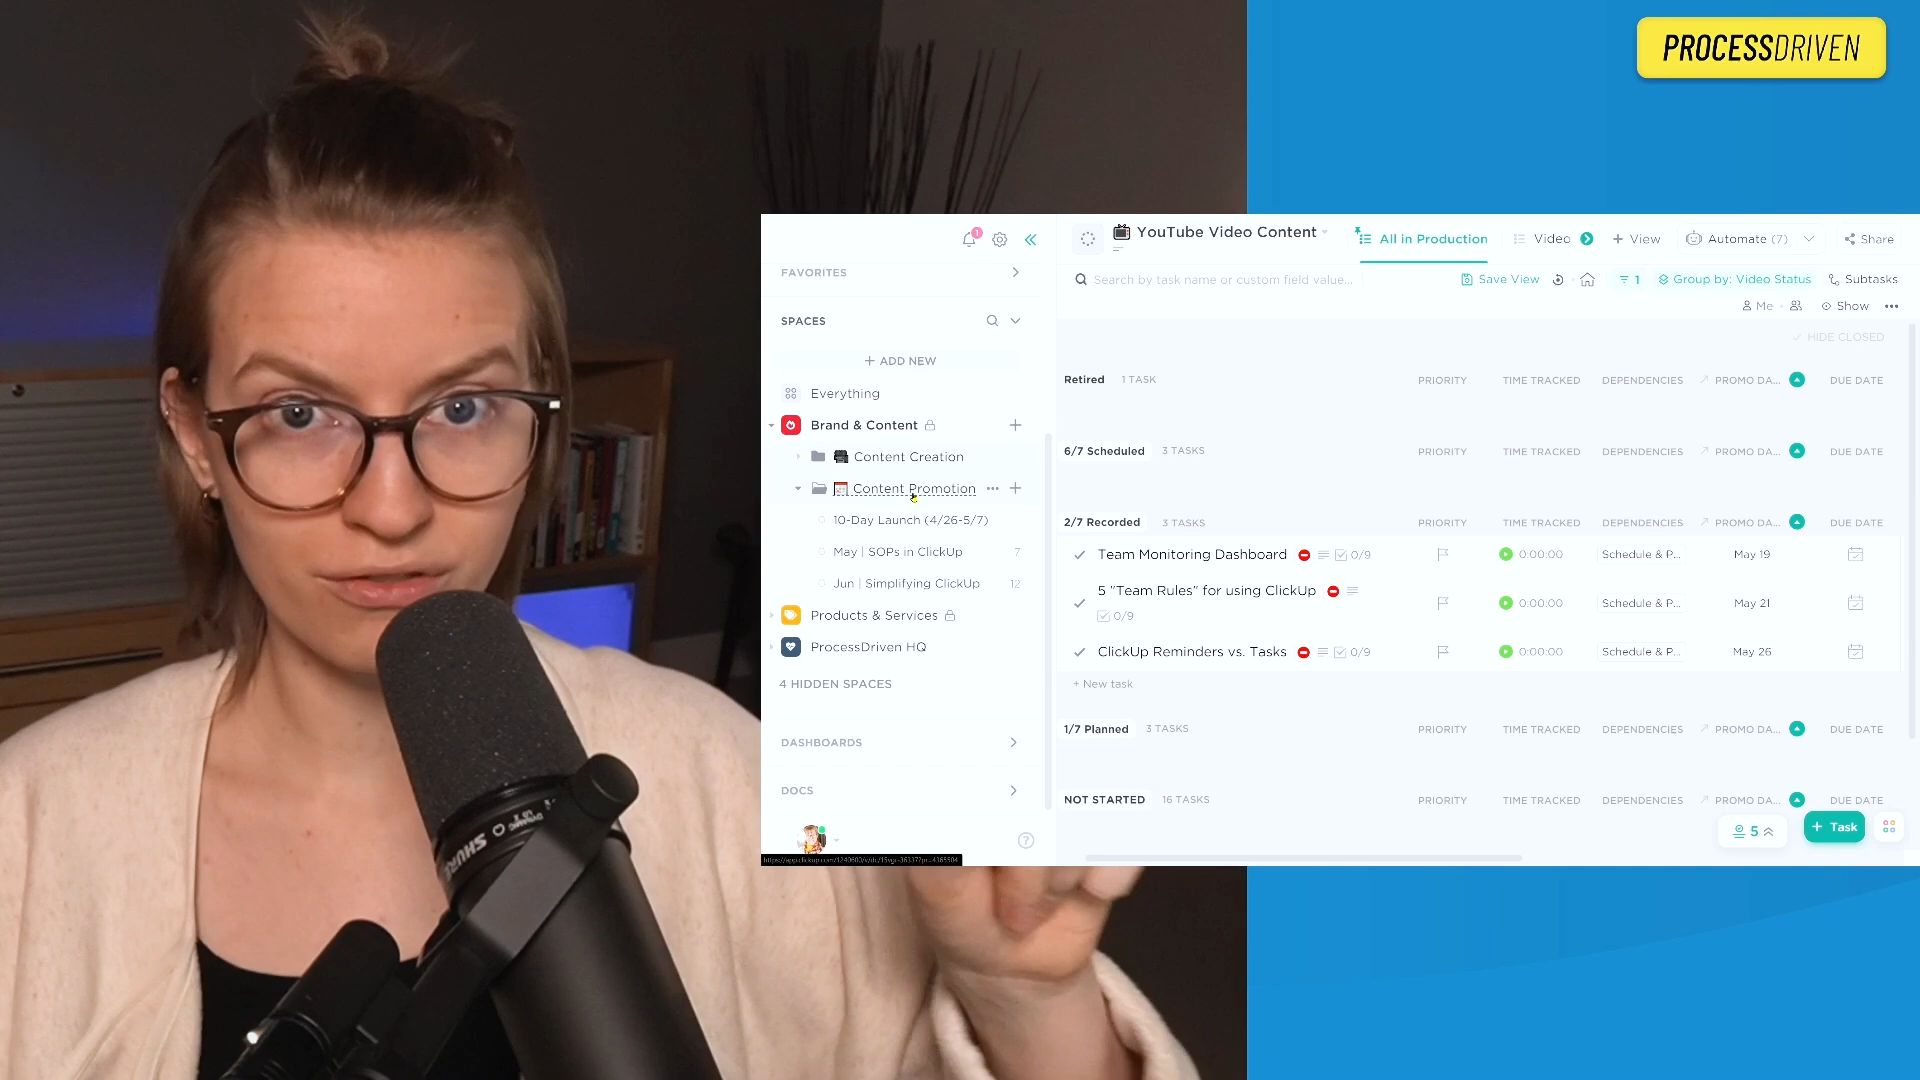 PROCESSDRIVEN
1
FAVORITES
SPACES
+ ADD NEW
Everything
Brand & Content
Content Creation
Content Promotion
10-Day Launch (4/26-5/7)
May | SOPs in ClickUp 7
Jun | Simplifying ClickUp 12
Products & Services
ProcessDriven HQ
4 HIDDEN SPACES
DASHBOARDS
DOCS
YouTube Video Content
All in Production
Video
+ View
Automate (7)
Share
Search by task name or custom field value...
Save View
1
Group by: Video Status
Subtasks
Me
Show
HIDE CLOSED
Retired 1 TASK PRIORITY TIME TRACKED DEPENDENCIES PROMO DA... DUE DATE
6/7 Scheduled 3 TASKS PRIORITY TIME TRACKED DEPENDENCIES PROMO DA... DUE DATE
2/7 Recorded 3 TASKS PRIORITY TIME TRACKED DEPENDENCIES PROMO DA... DUE DATE
Team Monitoring Dashboard 0/9 0:00:00 Schedule & P... May 19
5 "Team Rules" for using ClickUp 0:00:00 Schedule & P... May 21
0/9
ClickUp Reminders vs. Tasks 0/9 0:00:00 Schedule & P... May 26
+ New task
1/7 Planned 3 TASKS PRIORITY TIME TRACKED DEPENDENCIES PROMO DA... DUE DATE
NOT STARTED 16 TASKS PRIORITY TIME TRACKED DEPENDENCIES PROMO DA... DUE DATE
5
+ Task
SHURE